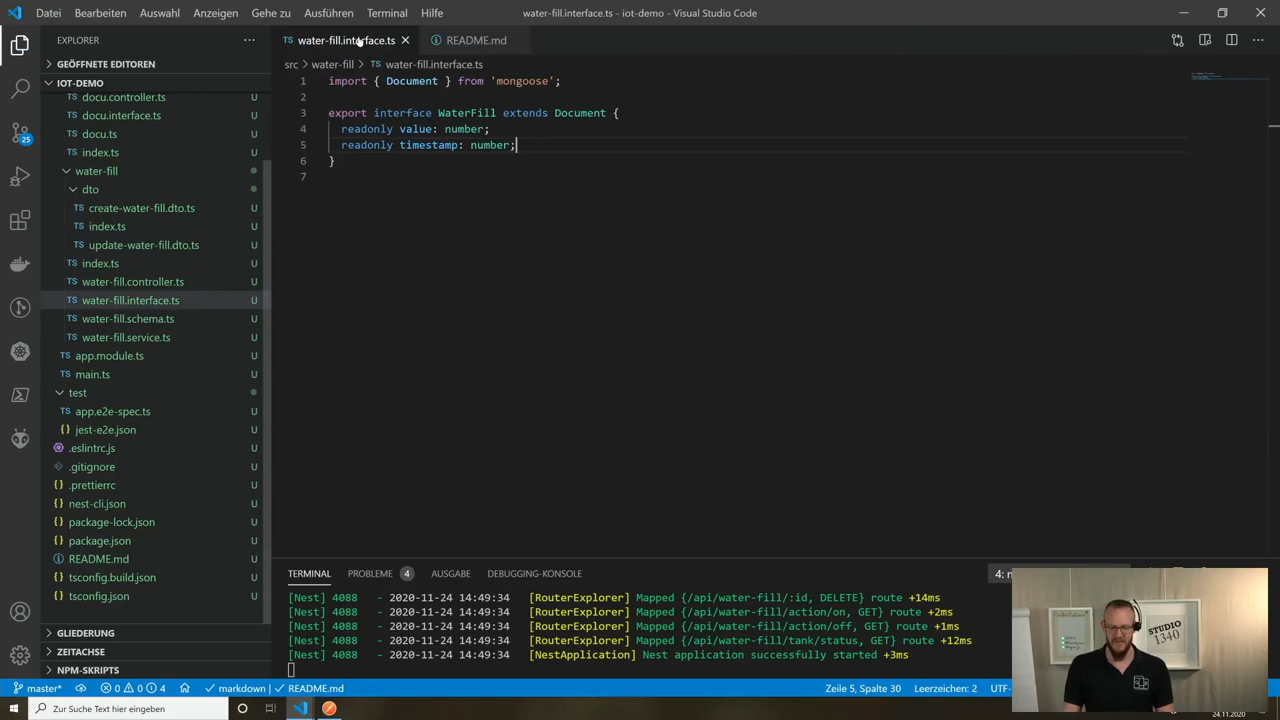 Datei Bearbeiten Auswahl Anzeigen Gehe zu Ausführen Terminal Hilfe water-fill.interface.ts - iot-demo - Visual Studio Code
EXPLORER
GEÖFFNETE EDITOREN
IOT-DEMO
docu.controller.ts U
docu.interface.ts U
docu.ts U
index.ts U
water-fill
dto
create-water-fill.dto.ts U
index.ts U
update-water-fill.dto.ts U
index.ts U
water-fill.controller.ts U
water-fill.interface.ts U
water-fill.schema.ts U
water-fill.service.ts U
app.module.ts U
main.ts U
test
app.e2e-spec.ts U
jest-e2e.json U
.eslintrc.js U
.gitignore U
.prettierrc U
nest-cli.json U
package-lock.json U
package.json U
README.md U
tsconfig.build.json U
tsconfig.json U
GLIEDERUNG
ZEITACHSE
NPM-SKRIPTS
25
TS water-fill.interface.ts README.md
src > water-fill > TS water-fill.interface.ts
1 import { Document } from 'mongoose';
2
3 export interface WaterFill extends Document {
4 readonly value: number;
5 readonly timestamp: number;
6 }
7
TERMINAL PROBLEME 4 AUSGABE DEBUGGING-KONSOLE 4: n
[Nest] 4088 - 2020-11-24 14:49:34 [RouterExplorer] Mapped {/api/water-fill/:id, DELETE} route +14ms
[Nest] 4088 - 2020-11-24 14:49:34 [RouterExplorer] Mapped {/api/water-fill/action/on, GET} route +2ms
[Nest] 4088 - 2020-11-24 14:49:34 [RouterExplorer] Mapped {/api/water-fill/action/off, GET} route +1ms
[Nest] 4088 - 2020-11-24 14:49:34 [RouterExplorer] Mapped {/api/water-fill/tank/status, GET} route +12ms
[Nest] 4088 - 2020-11-24 14:49:34 [NestApplication] Nest application successfully started +3ms
STUDIO
1340
master* 0 0 4 markdown | README.md Zeile 5, Spalte 30 Leerzeichen: 2 UTF-
Zur Suche Text hier eingeben
24.11.2020